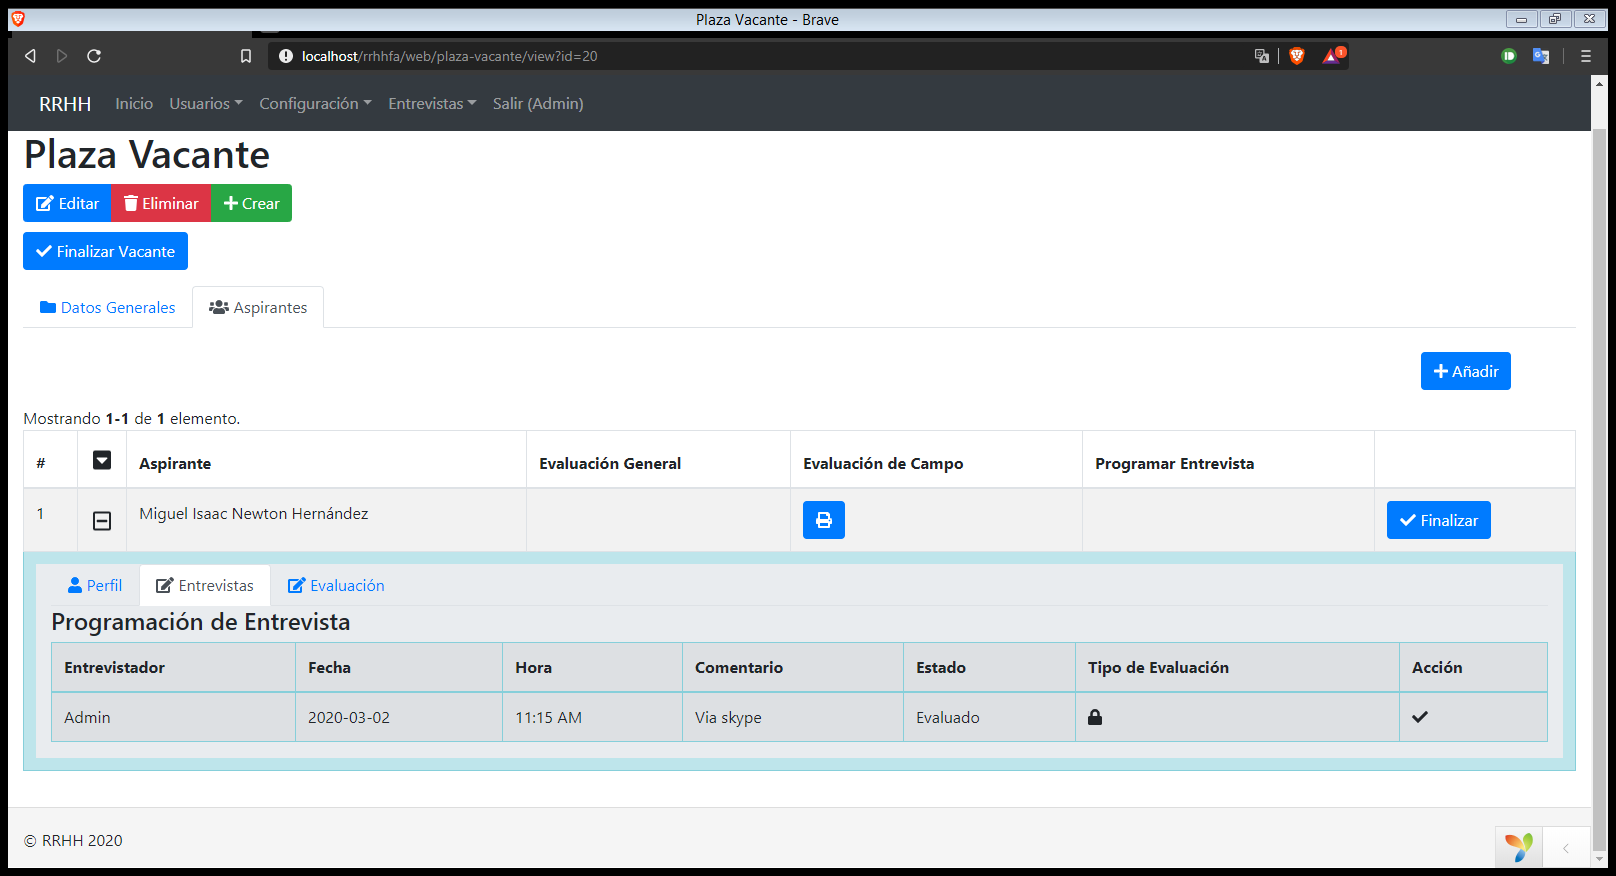 Plaza Vacante - Brave
localhost/rrhhfa/web/plaza-vacante/view?id=20
1
RRHH Inicio Usuarios Configuración Entrevistas Salir (Admin)
Plaza Vacante
Editar Eliminar Crear
Finalizar Vacante
Datos Generales Aspirantes
Añadir
Mostrando 1-1 de 1 elemento.
# Aspirante Evaluación General Evaluación de Campo Programar Entrevista
1 Miguel Isaac Newton Hernández Finalizar
Perfil Entrevistas Evaluación
Programación de Entrevista
Entrevistador Fecha Hora Comentario Estado Tipo de Evaluación Acción
Admin 2020-03-02 11:15 AM Via skype Evaluado
© RRHH 2020